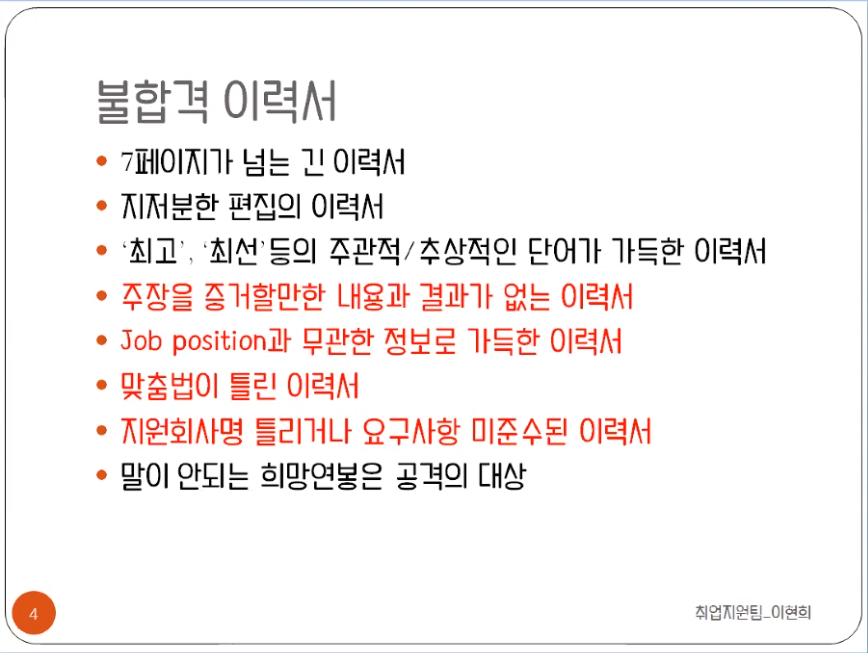 불합격 이력서
• 7페이지가 넘는 긴 이력서
• 지저분한 편집의 이력서
• ‘최고’, ‘최선’등의 주관적/추상적인 단어가 가득한 이력서
• 주장을 증거할만한 내용과 결과가 없는 이력서
• Job position과 무관한 정보로 가득한 이력서
• 맞춤법이 틀린 이력서
• 지원회사명 틀리거나 요구사항 미준수된 이력서
• 말이 안되는 희망연봉은 공격의 대상
4
취업지원팀_이현희